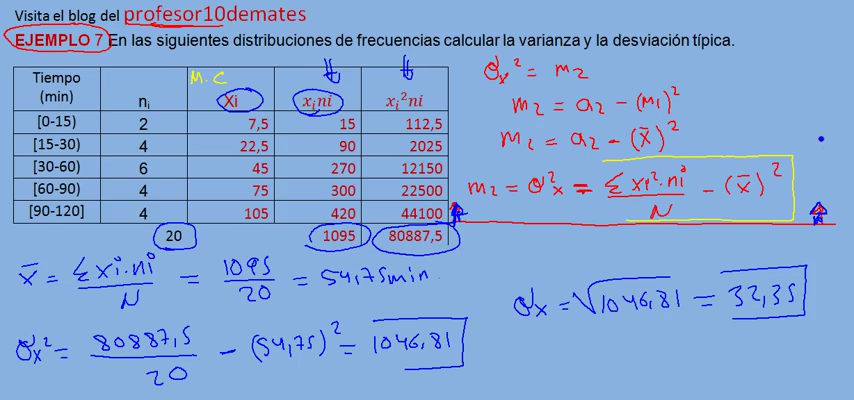 Visita el blog del profesor10demates
EJEMPLO 7 En las siguientes distribuciones de frecuencias calcular la varianza y la desviación típica.
Tiempo (min) ni M.C Xi xini xi²ni
[0-15) 2 7,5 15 112,5
[15-30) 4 22,5 90 2025
[30-60) 6 45 270 12150
[60-90) 4 75 300 22500
[90-120] 4 105 420 44100
20 1095 80887,5
σx² = m2
m2 = a2 - (m1)²
m2 = a2 - (x̄)²
m2 = σ²x = Σxi²·ni / N - (x̄)²
x̄ = Σxi·ni / N = 1095 / 20 = 54,75min.
σx² = 80887,5 / 20 - (54,75)² = 1046,81
σx = √1046,81 = 32,35